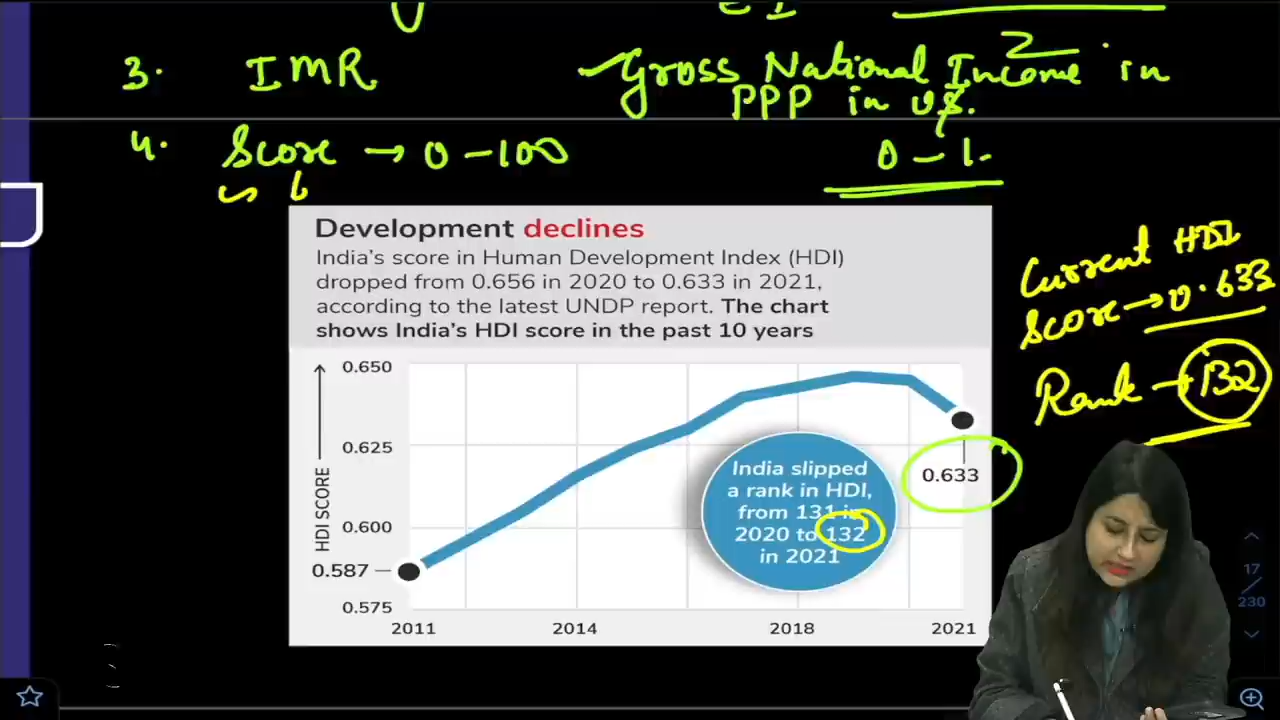 3. IMR Gross National Income in
PPP in U$.
4. Score → 0 - 100 0 - 1.
Development declines
India's score in Human Development Index (HDI)
dropped from 0.656 in 2020 to 0.633 in 2021,
according to the latest UNDP report. The chart
shows India's HDI score in the past 10 years
Current HDI
Score → 0.633
Rank → 132
HDI SCORE
0.650
0.625
0.600
0.587
0.575
2011 2014 2018 2021
0.633
India slipped
a rank in HDI,
from 131 in
2020 to 132
in 2021
17
230